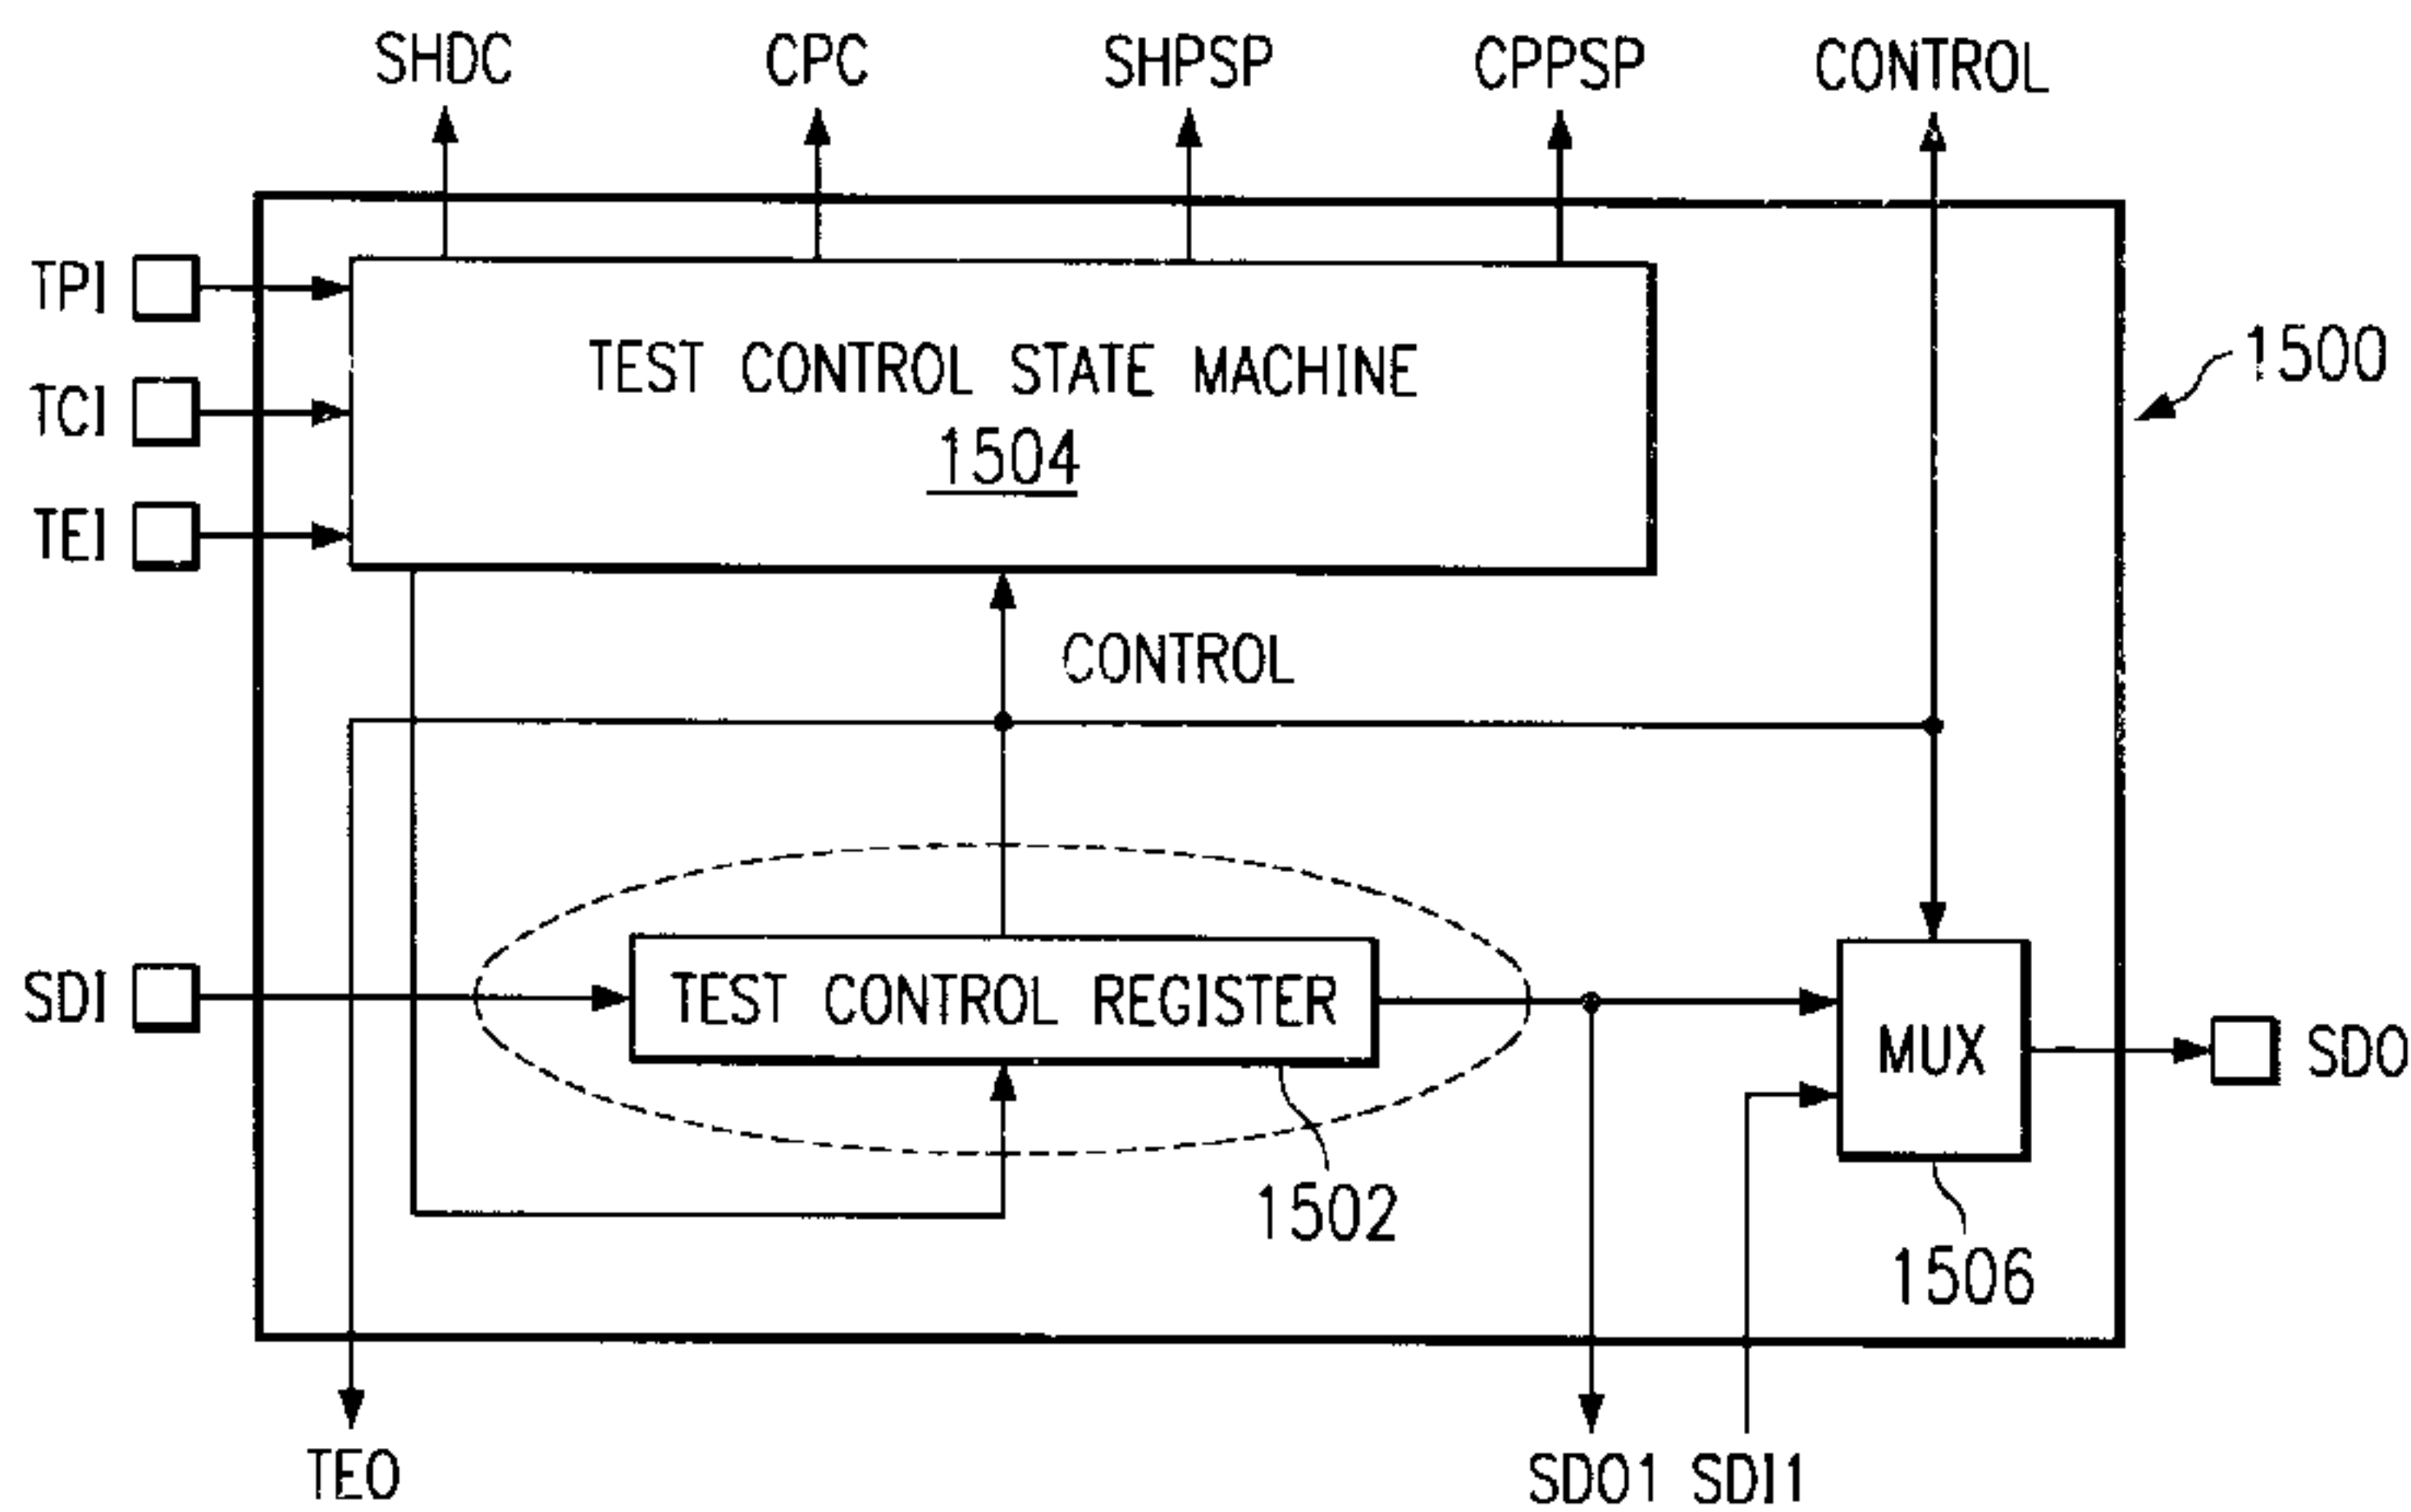 SHDC CPC SHPSP CPPSP CONTROL
TPI
TEST CONTROL STATE MACHINE
1500
TCI
1504
TEI
CONTROL
SDI
TEST CONTROL REGISTER
MUX
SDO
1502
1506
TEO
SDO1 SDI1